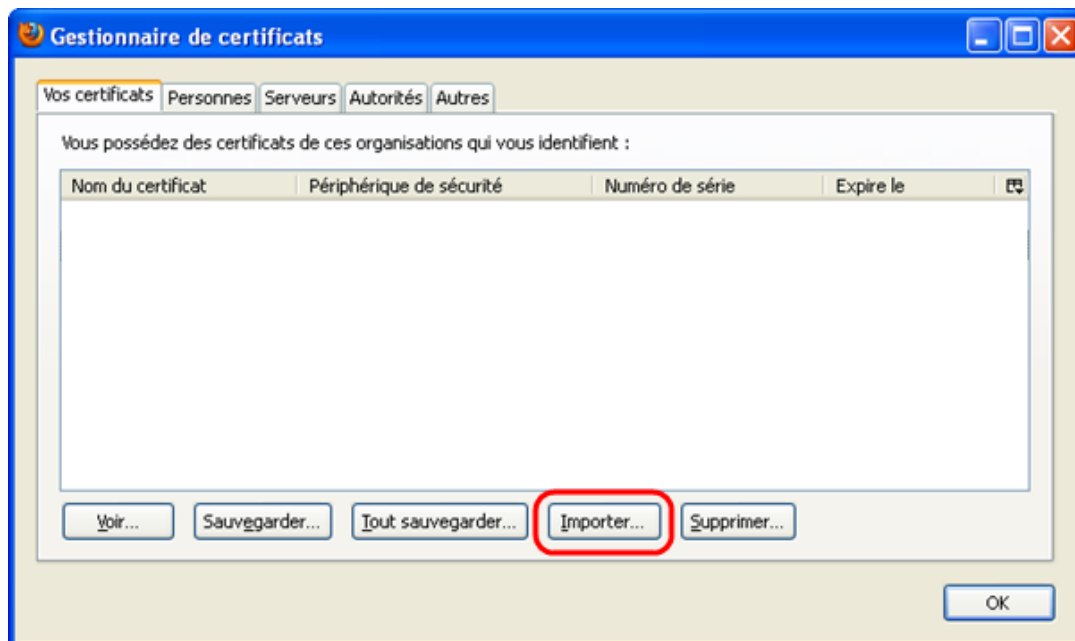 Gestionnaire de certificats
Vos certificats Personnes Serveurs Autorités Autres
Vous possédez des certificats de ces organisations qui vous identifient :
Nom du certificat Périphérique de sécurité Numéro de série Expire le
Voir... Sauvegarder... Tout sauvegarder... Importer... Supprimer...
OK